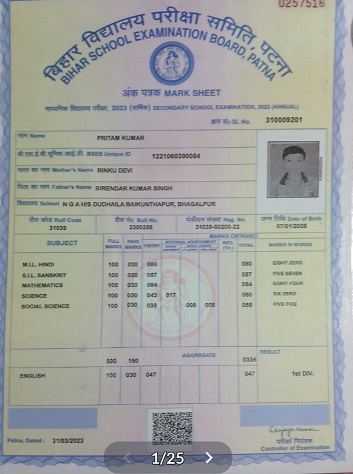 0257516
बिहार विद्यालय परीक्षा समिति, पटना
BIHAR SCHOOL EXAMINATION BOARD, PATNA
अंक पत्रक MARK SHEET
माध्यमिक विद्यालय परीक्षा, 2023 (वार्षिक) SECONDARY SCHOOL EXAMINATION, 2023 (ANNUAL)
क्रम सं० SL No. 310009201
नाम Name PRITAM KUMAR
बी.एस.ई.बी.यूनिक.आई.डी. BSEB Unique ID 1221060390084
माता का नाम Mother's Name RINKU DEVI
पिता का नाम Father's Name BIRENDAR KUMAR SINGH
विद्यालय School N G A H/S DUDHAILA BAIKUNTHAPUR, BHAGALPUR
रौल कोड Roll Code रौल नं० Roll No. पंजीयन संख्या Reg. No. जन्म तिथि Date of Birth
31039 2300258 31039-00200-22 07/01/2008
SUBJECT FULL MARKS PASS MARKS MARKS OBTAINED THEORY TOTAL MARKS IN WORDS
M.I.L. HINDI 100 030 080 080 EIGHT ZERO
S.I.L. SANSKRIT 100 030 057 057 FIVE SEVEN
MATHEMATICS 100 030 084 084 EIGHT FOUR
SCIENCE 100 030 043 017 060 SIX ZERO
SOCIAL SCIENCE 100 030 039 008 008 055 FIVE FIVE
500 150 AGGREGATE 0336 RESULT
ENGLISH 100 030 047 047 1st DIV.
Patna, Dated : 31/03/2023
परीक्षा नियंत्रक
Controller of Examination
1/25